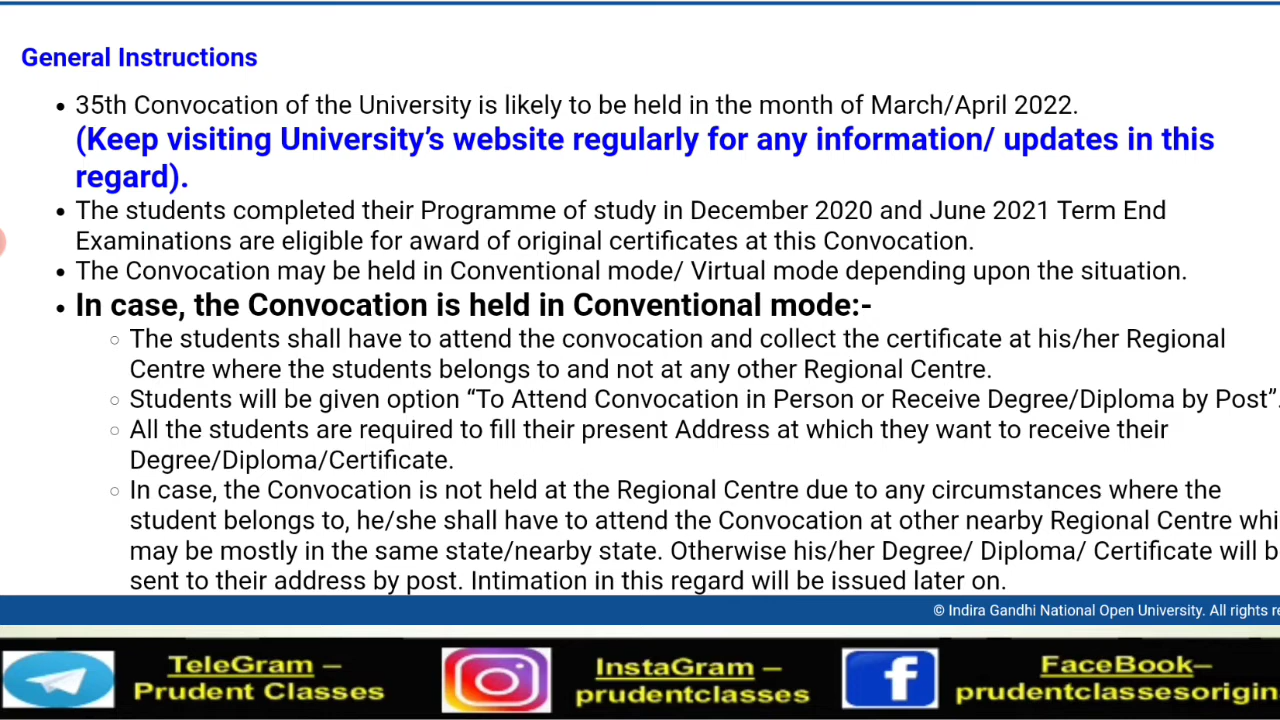 General Instructions
• 35th Convocation of the University is likely to be held in the month of March/April 2022.
(Keep visiting University's website regularly for any information/ updates in this
regard).
• The students completed their Programme of study in December 2020 and June 2021 Term End
Examinations are eligible for award of original certificates at this Convocation.
• The Convocation may be held in Conventional mode/ Virtual mode depending upon the situation.
• In case, the Convocation is held in Conventional mode:-
○ The students shall have to attend the convocation and collect the certificate at his/her Regional
Centre where the students belongs to and not at any other Regional Centre.
○ Students will be given option “To Attend Convocation in Person or Receive Degree/Diploma by Post”.
○ All the students are required to fill their present Address at which they want to receive their
Degree/Diploma/Certificate.
○ In case, the Convocation is not held at the Regional Centre due to any circumstances where the
student belongs to, he/she shall have to attend the Convocation at other nearby Regional Centre
may be mostly in the same state/nearby state. Otherwise his/her Degree/ Diploma/ Certificate will
sent to their address by post. Intimation in this regard will be issued later on.
© Indira Gandhi National Open University. All rights
TeleGram –
Prudent Classes
InstaGram –
prudentclasses
FaceBook–
prudentclassesorigin